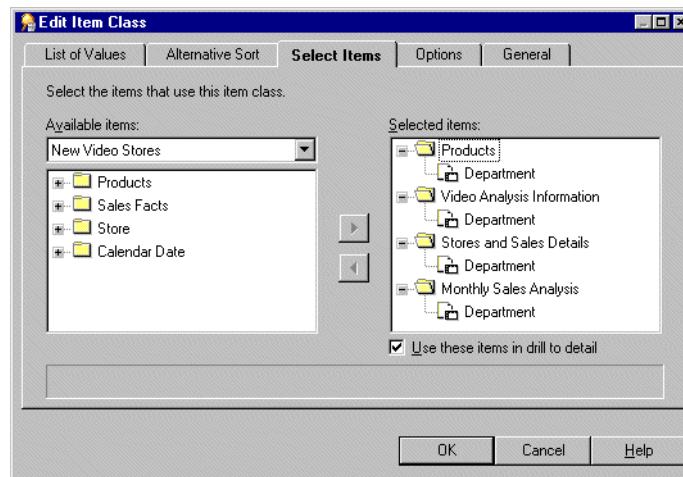 Edit Item Class
List of Values
Alternative Sort
Select Items
Options
General
Select the items that use this item class.
Available items:
New Video Stores
Products
Sales Facts
Store
Calendar Date
Selected items:
Products
Department
Video Analysis Information
Department
Stores and Sales Details
Department
Monthly Sales Analysis
Department
Use these items in drill to detail
OK
Cancel
Help